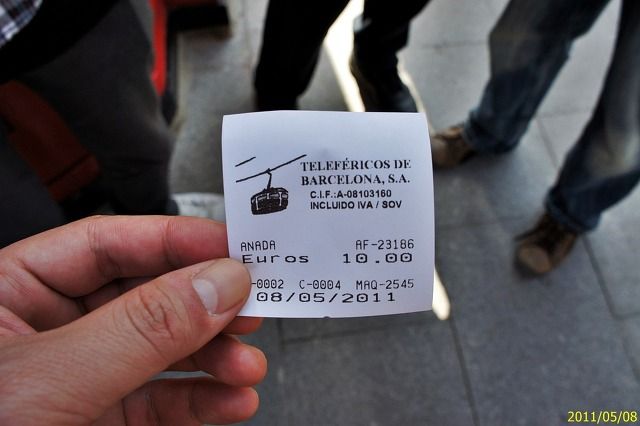 TELEFÉRICOS DE
BARCELONA, S.A.
C.I.F.:A-08103160
INCLUIDO IVA / SOV
ANADA AF-23186
Euros 10.00
-0002 C-0004 MAQ-2545
08/05/2011
2011/05/08